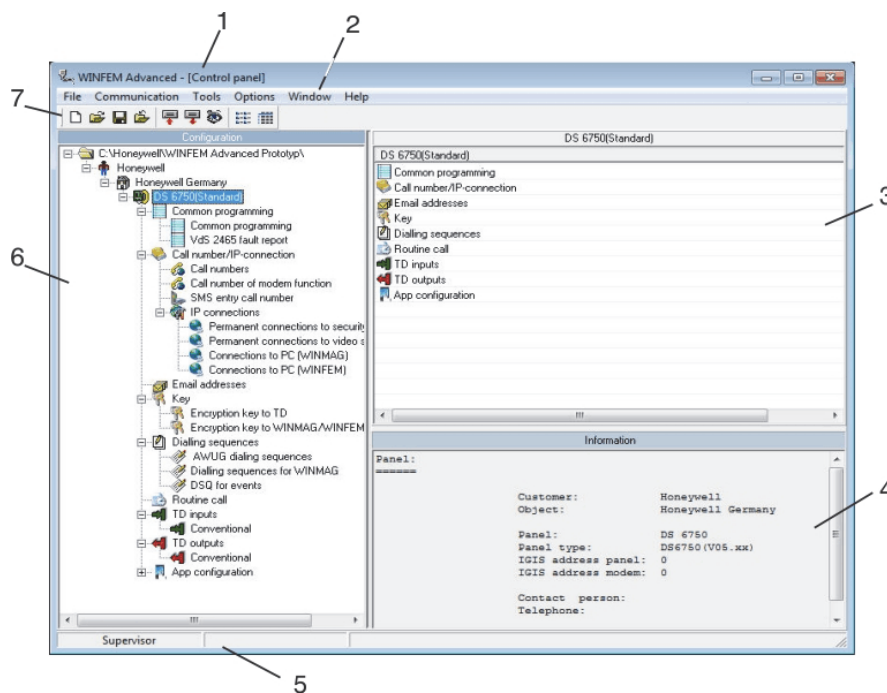 1
2
WINFEM Advanced - [Control panel]
File Communication Tools Options Window Help
7
Configuration
C:\Honeywell\WINFEM Advanced Prototyp\
Honeywell
Honeywell Germany
DS 6750(Standard)
Common programming
Common programming
VdS 2465 fault report
Call number/IP-connection
Call numbers
Call number of modem function
SMS entry call number
IP connections
Permanent connections to security
Permanent connections to video s
Connections to PC (WINMAG)
Connections to PC (WINFEM)
Email addresses
Key
Encryption key to TD
Encryption key to WINMAG/WINFEM
Dialling sequences
AWUG dialing sequences
Dialling sequences for WINMAG
DSQ for events
Routine call
TD inputs
Conventional
TD outputs
Conventional
App configuration
6
DS 6750(Standard)
DS 6750(Standard)
Common programming
Call number/IP-connection
Email addresses
Key
Dialling sequences
Routine call
TD inputs
TD outputs
App configuration
3
Information
Panel:
======
Customer: Honeywell
Object: Honeywell Germany
Panel: DS 6750
Panel type: DS6750(V05.xx)
IGIS address panel: 0
IGIS address modem: 0
Contact person:
Telephone:
4
Supervisor
5